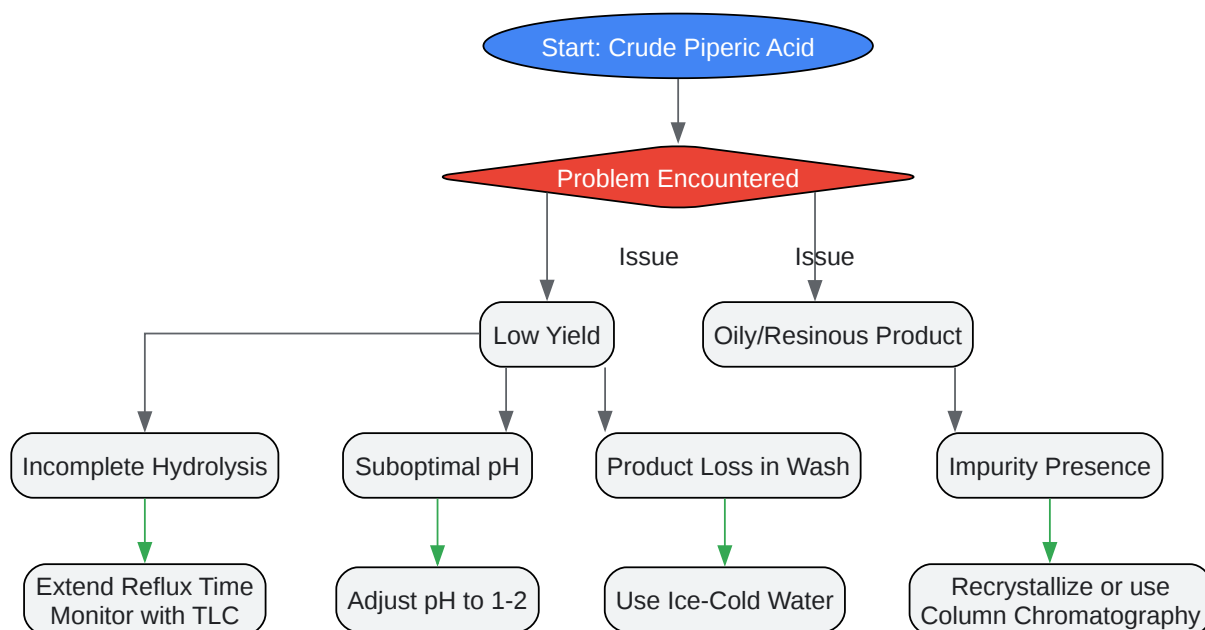 Start: Crude Piperic Acid
Problem Encountered
Issue
Issue
Low Yield
Oily/Resinous Product
Incomplete Hydrolysis
Suboptimal pH
Product Loss in Wash
Impurity Presence
Extend Reflux Time
Monitor with TLC
Adjust pH to 1-2
Use Ice-Cold Water
Recrystallize or use
Column Chromatography